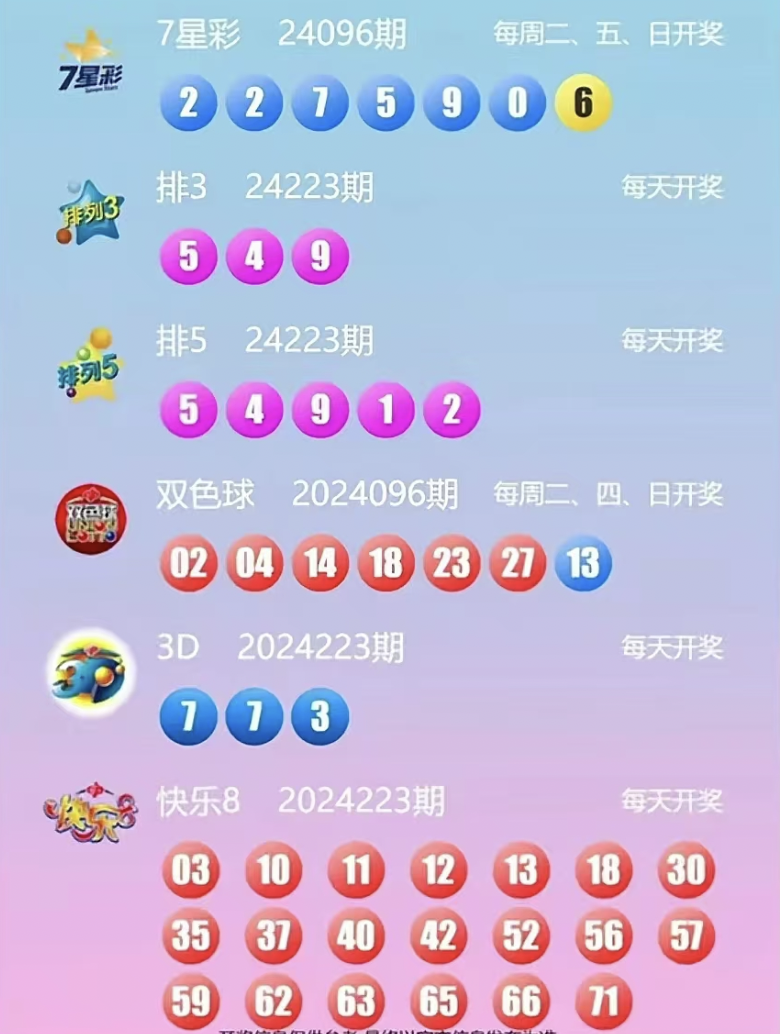 7星彩 24096期 每周二、五、日开奖
7星彩
2 2 7 5 9 0 6
排3 24223期 每天开奖
排列3
5 4 9
排5 24223期 每天开奖
排列5
5 4 9 1 2
双色球 2024096期 每周二、四、日开奖
双色球
UNION
LOTTO
02 04 14 18 23 27 13
3D 2024223期 每天开奖
3D
7 7 3
快乐8 2024223期 每天开奖
快乐8
03 10 11 12 13 18 30
35 37 40 42 52 56 57
59 62 63 65 66 71